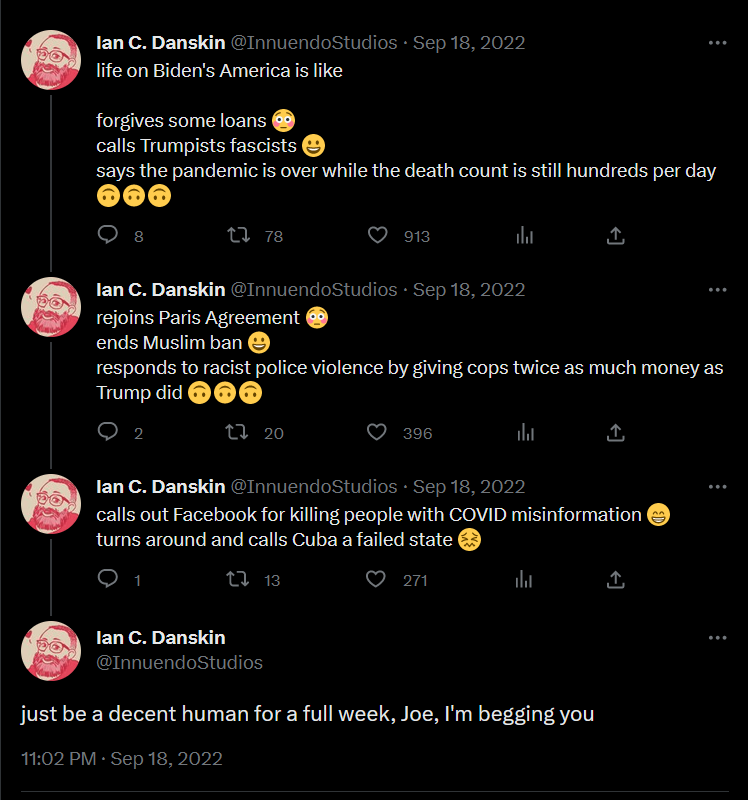 Ian C. Danskin @InnuendoStudios · Sep 18, 2022
life on Biden's America is like
forgives some loans 😳
calls Trumpists fascists 😀
says the pandemic is over while the death count is still hundreds per day
🙃🙃🙃
8 78 913
Ian C. Danskin @InnuendoStudios · Sep 18, 2022
rejoins Paris Agreement 😳
ends Muslim ban 😀
responds to racist police violence by giving cops twice as much money as
Trump did 🙃🙃🙃
2 20 396
Ian C. Danskin @InnuendoStudios · Sep 18, 2022
calls out Facebook for killing people with COVID misinformation 😁
turns around and calls Cuba a failed state 😖
1 13 271
Ian C. Danskin
@InnuendoStudios
just be a decent human for a full week, Joe, I'm begging you
11:02 PM · Sep 18, 2022